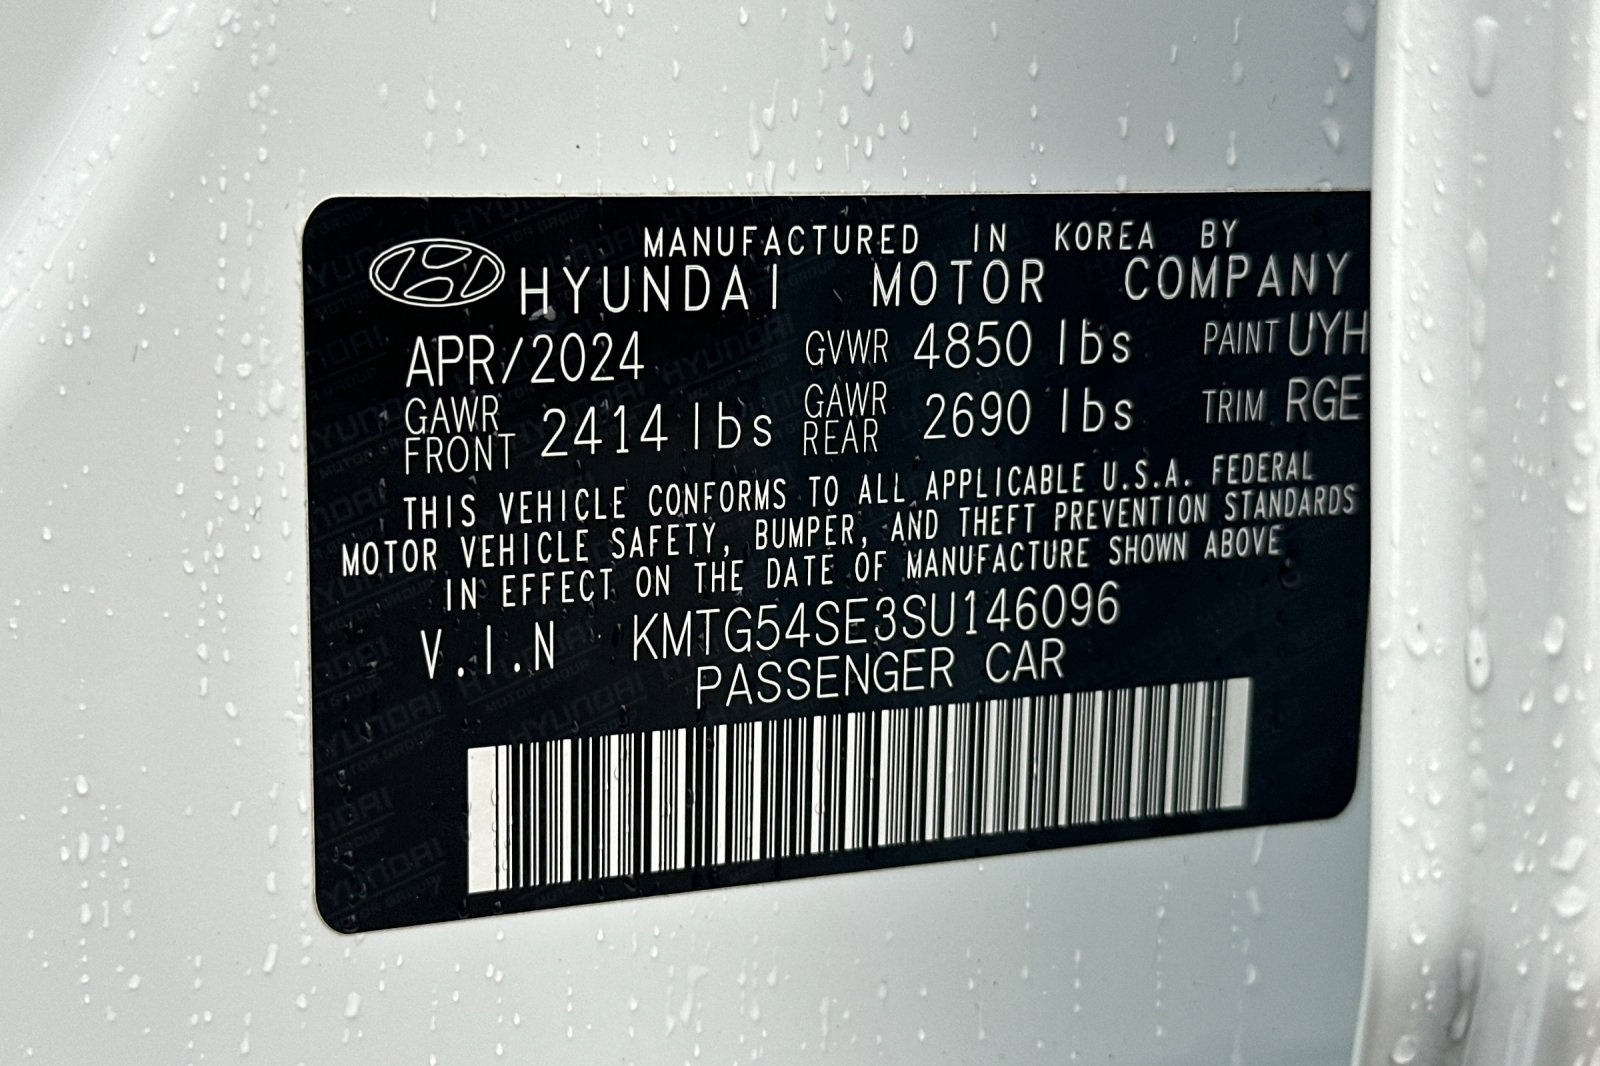 MANUFACTURED IN KOREA BY
HYUNDAI MOTOR COMPANY
APR/2024 GVWR 4850 lbs PAINT UYH
GAWR FRONT 2414 lbs GAWR REAR 2690 lbs TRIM RGE
THIS VEHICLE CONFORMS TO ALL APPLICABLE U.S.A. FEDERAL
MOTOR VEHICLE SAFETY, BUMPER, AND THEFT PREVENTION STANDARDS
IN EFFECT ON THE DATE OF MANUFACTURE SHOWN ABOVE
V.I.N KMTG54SE3SU146096
PASSENGER CAR